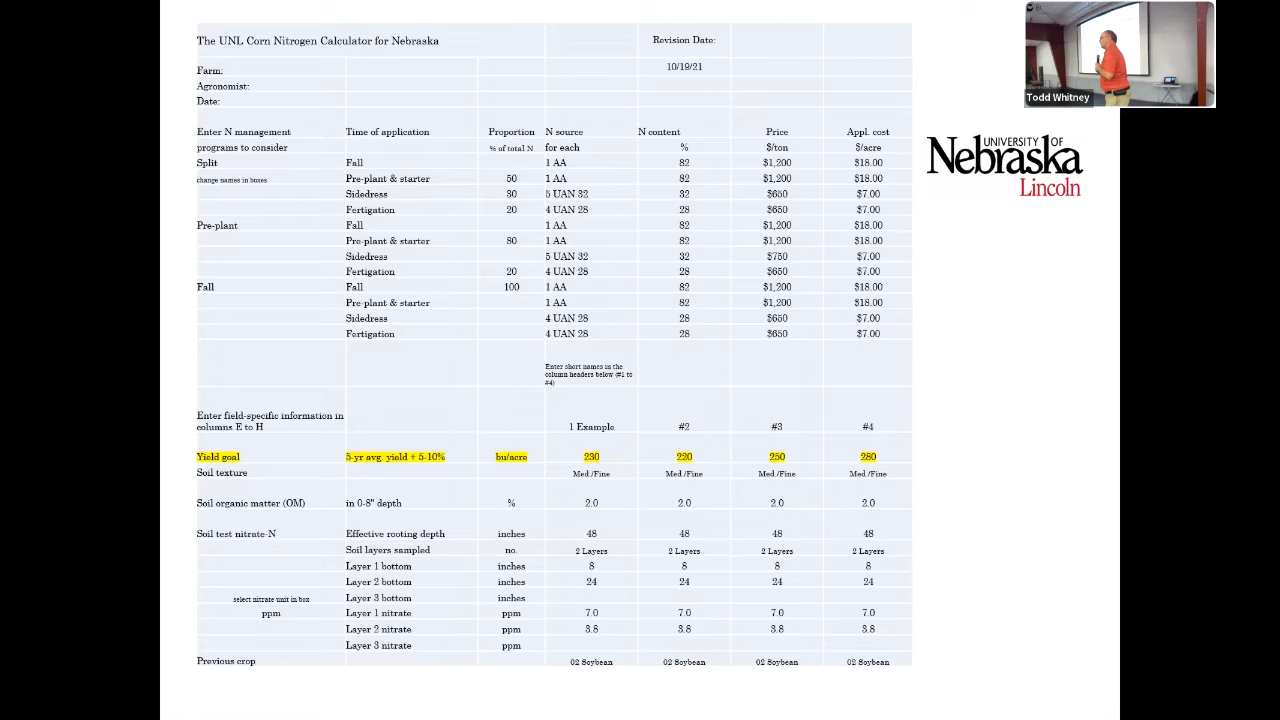 The UNL Corn Nitrogen Calculator for Nebraska Revision Date:
10/19/21
Farm:
Agronomist:
Date:
Enter N management Time of application Proportion N source N content Price Appl. cost
programs to consider % of total N for each % $/ton $/acre
Split Fall 1 AA 82 $1,200 $18.00
change names in boxes Pre-plant & starter 50 1 AA 82 $1,200 $18.00
Sidedress 30 5 UAN 32 32 $650 $7.00
Fertigation 20 4 UAN 28 28 $650 $7.00
Pre-plant Fall 1 AA 82 $1,200 $18.00
Pre-plant & starter 80 1 AA 82 $1,200 $18.00
Sidedress 5 UAN 32 32 $750 $7.00
Fertigation 20 4 UAN 28 28 $650 $7.00
Fall Fall 100 1 AA 82 $1,200 $18.00
Pre-plant & starter 1 AA 82 $1,200 $18.00
Sidedress 4 UAN 28 28 $650 $7.00
Fertigation 4 UAN 28 28 $650 $7.00
Enter short names in the
column headers below (#1 to
#4)
Enter field-specific information in
columns E to H 1 Example #2 #3 #4
Yield goal 5-yr avg. yield + 5-10% bu/acre 230 220 250 280
Soil texture Med./Fine Med./Fine Med./Fine Med./Fine
Soil organic matter (OM) in 0-8" depth % 2.0 2.0 2.0 2.0
Soil test nitrate-N Effective rooting depth inches 48 48 48 48
Soil layers sampled no. 2 Layers 2 Layers 2 Layers 2 Layers
Layer 1 bottom inches 8 8 8 8
Layer 2 bottom inches 24 24 24 24
select nitrate unit in box Layer 3 bottom inches
ppm Layer 1 nitrate ppm 7.0 7.0 7.0 7.0
Layer 2 nitrate ppm 3.8 3.8 3.8 3.8
Layer 3 nitrate ppm
Previous crop 02 Soybean 02 Soybean 02 Soybean 02 Soybean
Todd Whitney
UNIVERSITY OF
Nebraska
Lincoln